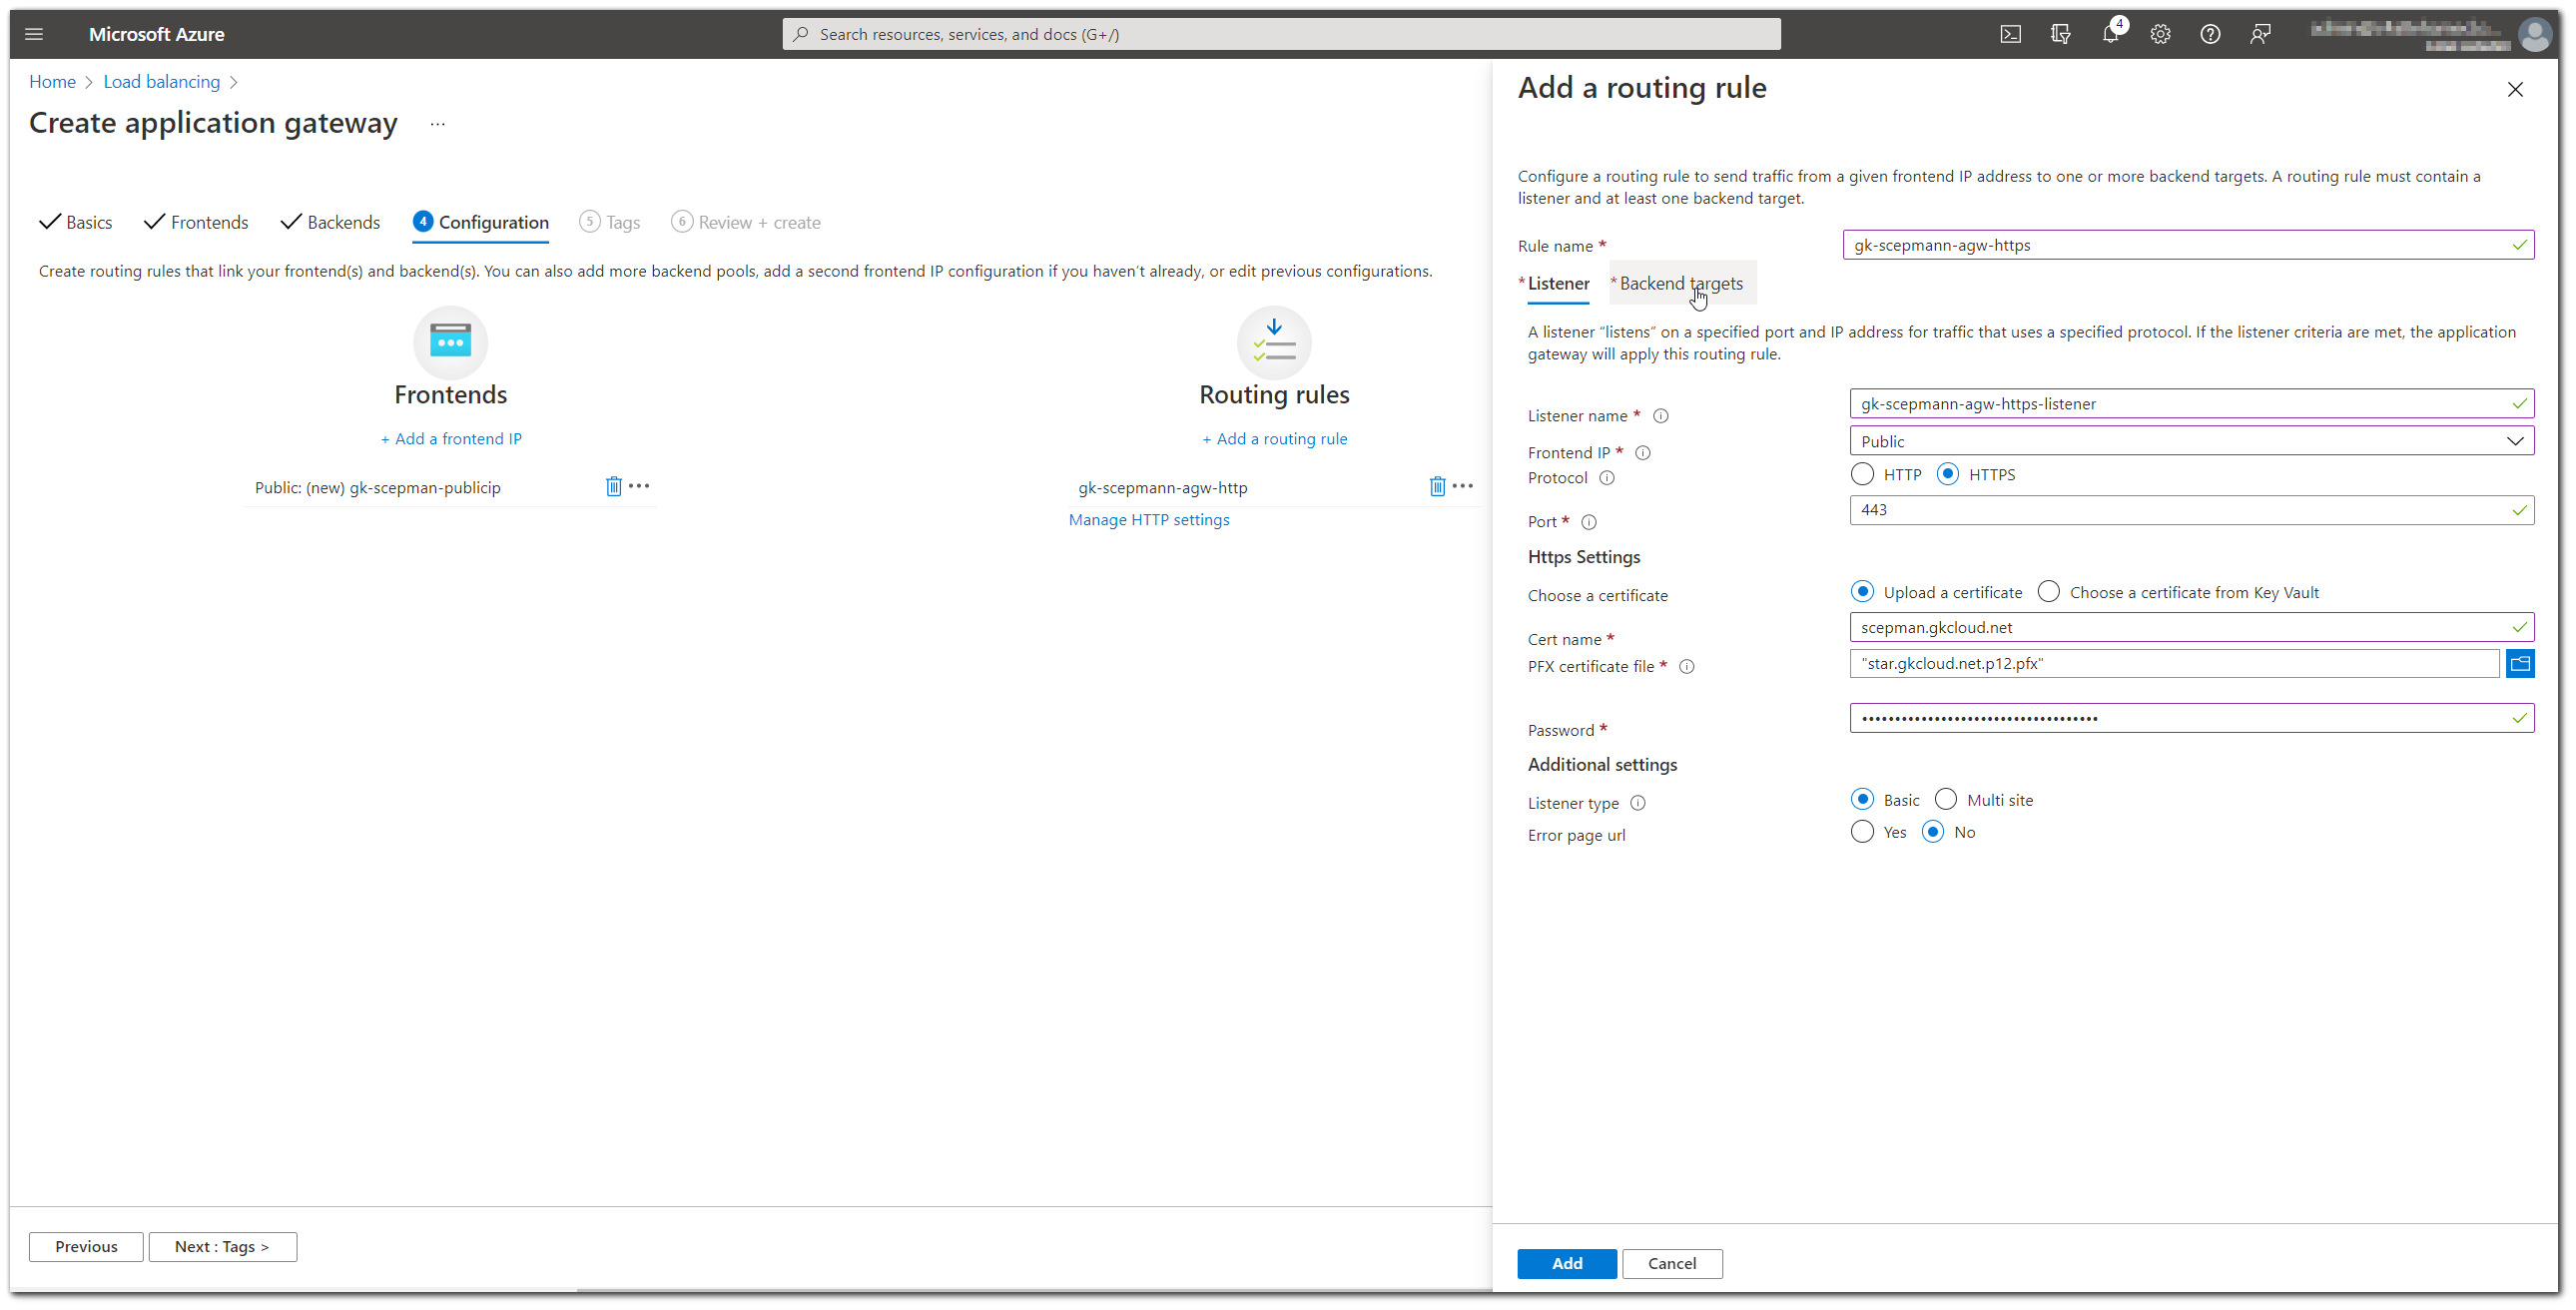 Microsoft Azure
Search resources, services, and docs (G+/)
4
Home > Load balancing >
Create application gateway ...
Basics Frontends Backends 4 Configuration 5 Tags 6 Review + create
Create routing rules that link your frontend(s) and backend(s). You can also add more backend pools, add a second frontend IP configuration if you haven't already, or edit previous configurations.
Frontends
+ Add a frontend IP
Public: (new) gk-scepman-publicip
Routing rules
+ Add a routing rule
gk-scepmann-agw-http
Manage HTTP settings
Previous
Next : Tags >
Add a routing rule
Configure a routing rule to send traffic from a given frontend IP address to one or more backend targets. A routing rule must contain a
listener and at least one backend target.
Rule name * gk-scepmann-agw-https
* Listener * Backend targets
A listener “listens” on a specified port and IP address for traffic that uses a specified protocol. If the listener criteria are met, the application
gateway will apply this routing rule.
Listener name * gk-scepmann-agw-https-listener
Frontend IP * Public
Protocol HTTP HTTPS
Port * 443
Https Settings
Choose a certificate Upload a certificate Choose a certificate from Key Vault
Cert name * scepman.gkcloud.net
PFX certificate file * "star.gkcloud.net.p12.pfx"
Password *
Additional settings
Listener type Basic Multi site
Error page url Yes No
Add
Cancel